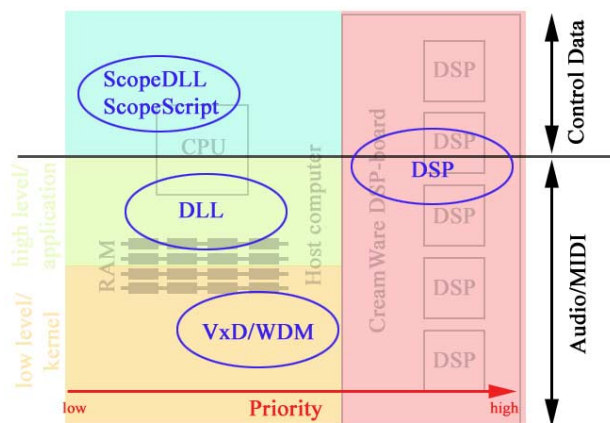 ScopeDLL
ScopeScript
CPU
DLL
RAM
Host computer
VxD/WDM
CreamWare DSP-board
DSP
DSP
DSP
DSP
DSP
DSP
Control Data
Audio/MIDI
high level/
application
low level/
kernel
low
Priority
high